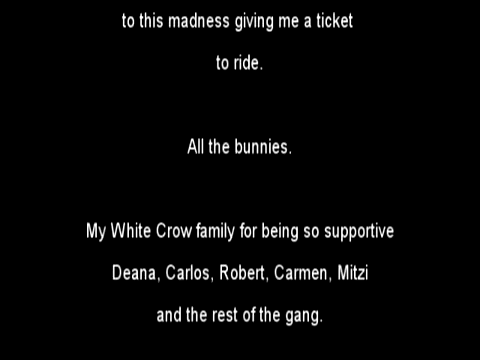 to this madness giving me a ticket
to ride.
All the bunnies.
My White Crow family for being so supportive
Deana, Carlos, Robert, Carmen, Mitzi
and the rest of the gang.